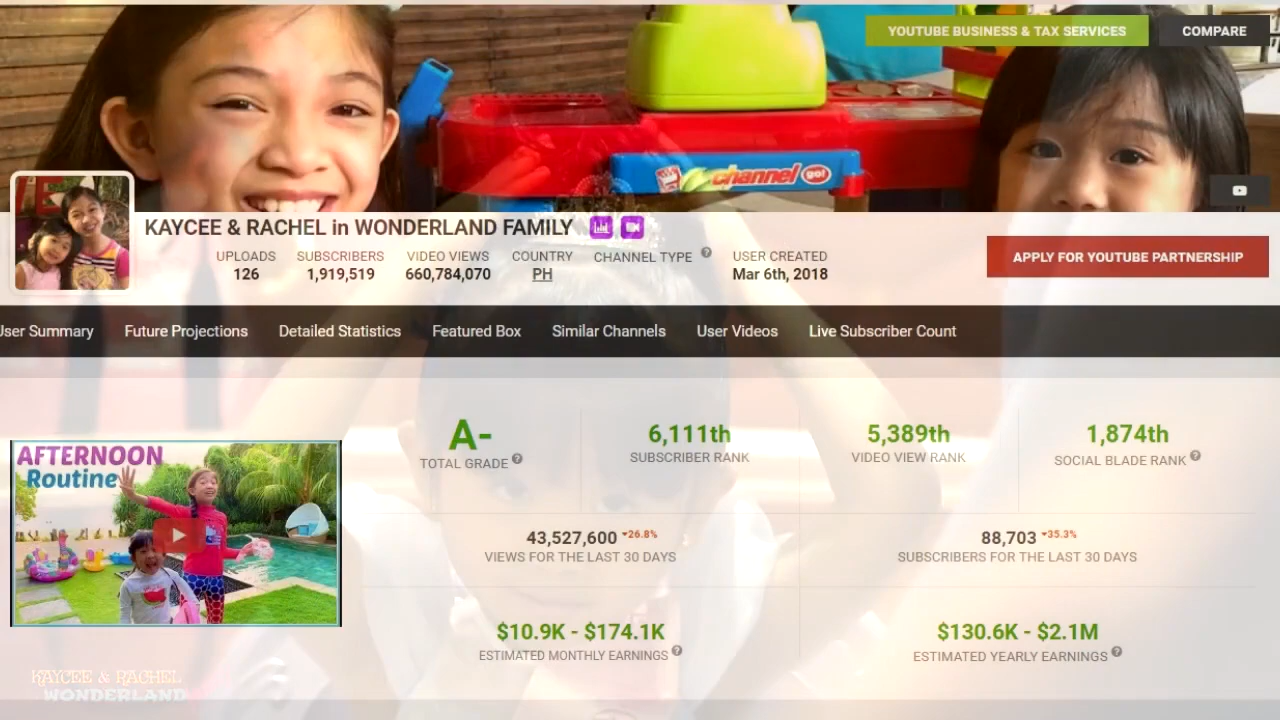 YOUTUBE BUSINESS & TAX SERVICES
COMPARE
channel go!
KAYCEE & RACHEL in WONDERLAND FAMILY
UPLOADS SUBSCRIBERS VIDEO VIEWS COUNTRY CHANNEL TYPE ? USER CREATED
126 1,919,519 660,784,070 PH Mar 6th, 2018
APPLY FOR YOUTUBE PARTNERSHIP
User Summary Future Projections Detailed Statistics Featured Box Similar Channels User Videos Live Subscriber Count
AFTERNOON
Routine
A- 6,111th 5,389th 1,874th
TOTAL GRADE ? SUBSCRIBER RANK VIDEO VIEW RANK SOCIAL BLADE RANK ?
43,527,600 -26.8% 88,703 -35.3%
VIEWS FOR THE LAST 30 DAYS SUBSCRIBERS FOR THE LAST 30 DAYS
$10.9K - $174.1K $130.6K - $2.1M
ESTIMATED MONTHLY EARNINGS ? ESTIMATED YEARLY EARNINGS ?
KAYCEE & RACHEL
WONDERLAND